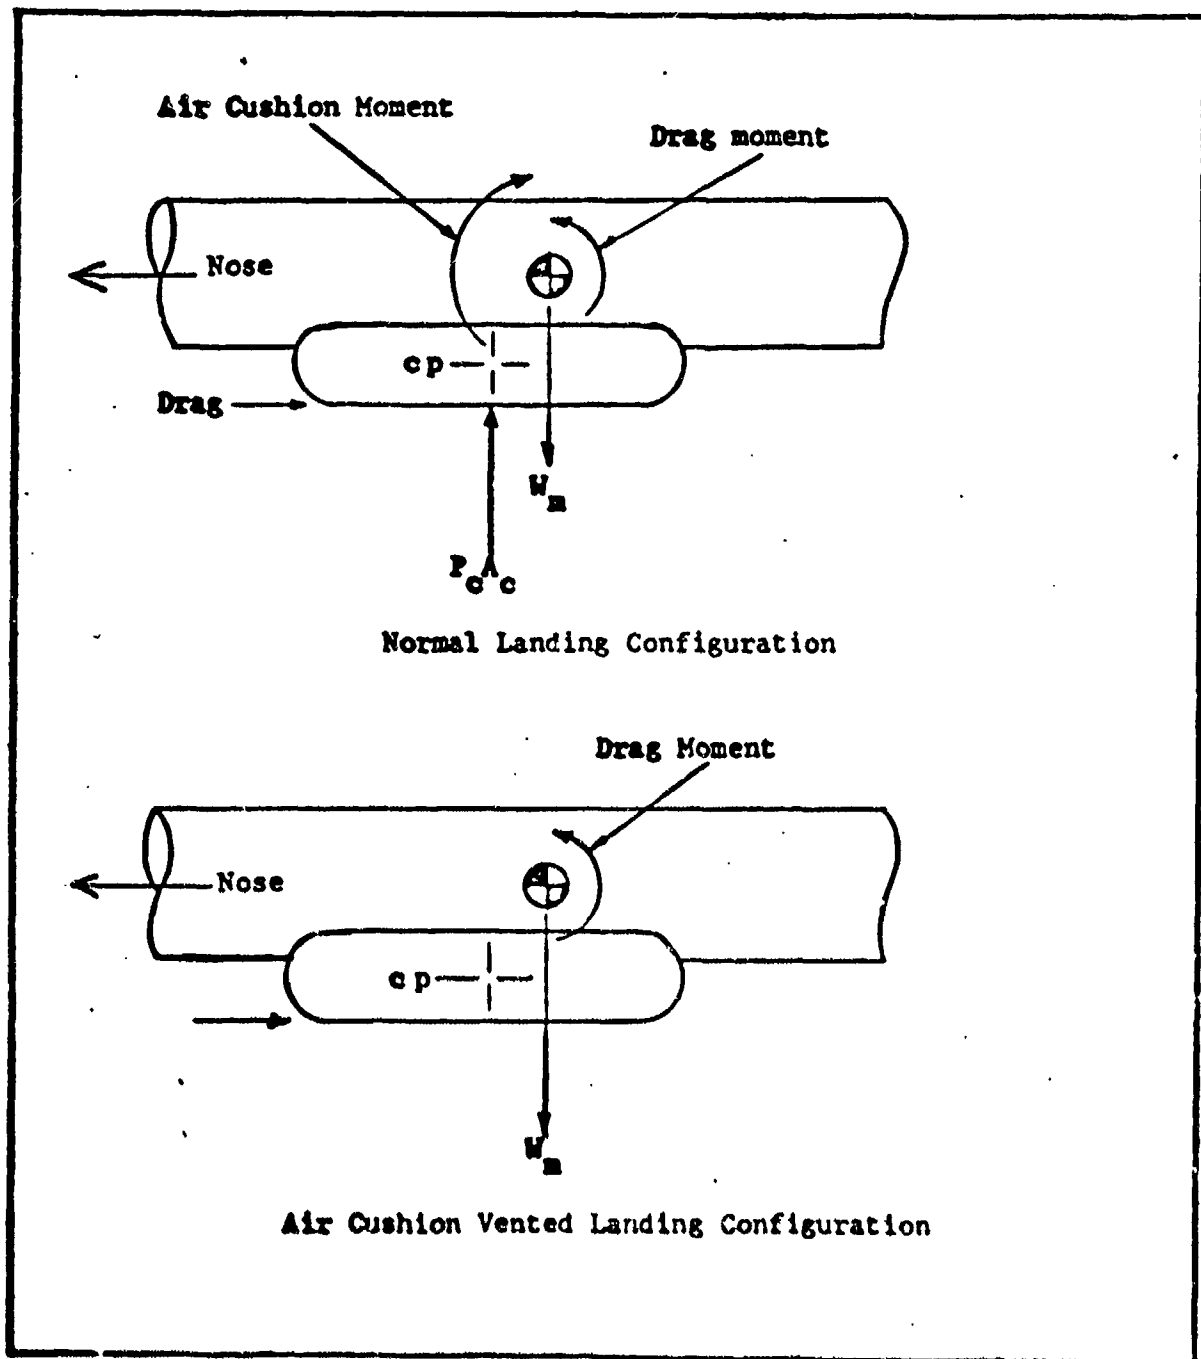 Air Cushion Moment
Drag moment
Nose
cp
Drag
Wm
PcAc
Normal Landing Configuration
Drag Moment
Nose
cp
Wm
Air Cushion Vented Landing Configuration